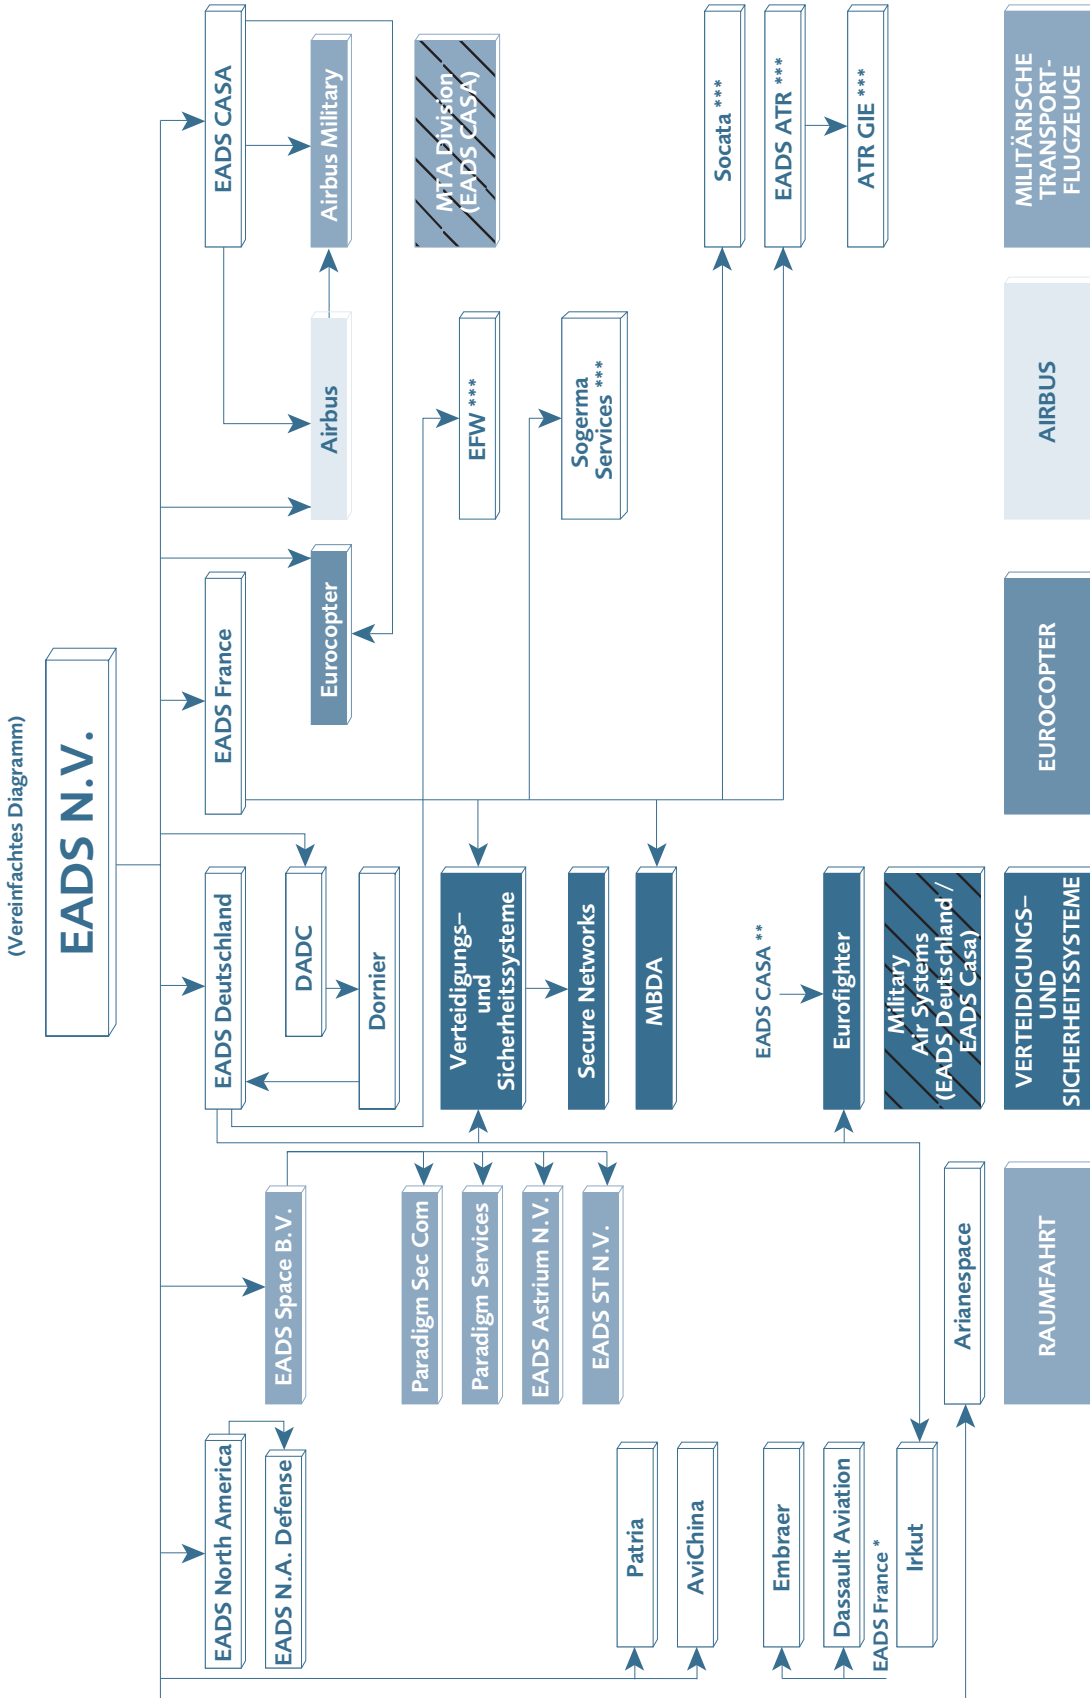 (Vereinfachtes Diagramm)
EADS N.V.
EADS North America
EADS N.A. Defense
EADS Space B.V.
EADS Deutschland
DADC
Dornier
EADS France
EADS CASA
Eurocopter
Airbus
Airbus Military
Paradigm Sec Com
Paradigm Services
EADS Astrium N.V.
EADS ST N.V.
Verteidigungs–
und
Sicherheitssysteme
Secure Networks
MBDA
EFW ***
Sogerma
Services ***
MTA Division
(EADS CASA)
Patria
AviChina
Embraer
Dassault Aviation
EADS France *
Irkut
Arianespace
EADS CASA **
Eurofighter
Military
Air Systems
(EADS Deutschland /
EADS Casa)
Socata ***
EADS ATR ***
ATR GIE ***
RAUMFAHRT
VERTEIDIGUNGS–
UND
SICHERHEITSSYSTEME
EUROCOPTER
AIRBUS
MILITÄRISCHE
TRANSPORT-
FLUGZEUGE